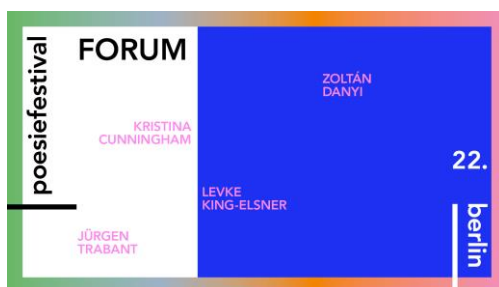 poesiefestival
FORUM
ZOLTÁN
DANYI
KRISTINA
CUNNINGHAM
22.
LEVKE
KING-ELSNER
berlin
JÜRGEN
TRABANT